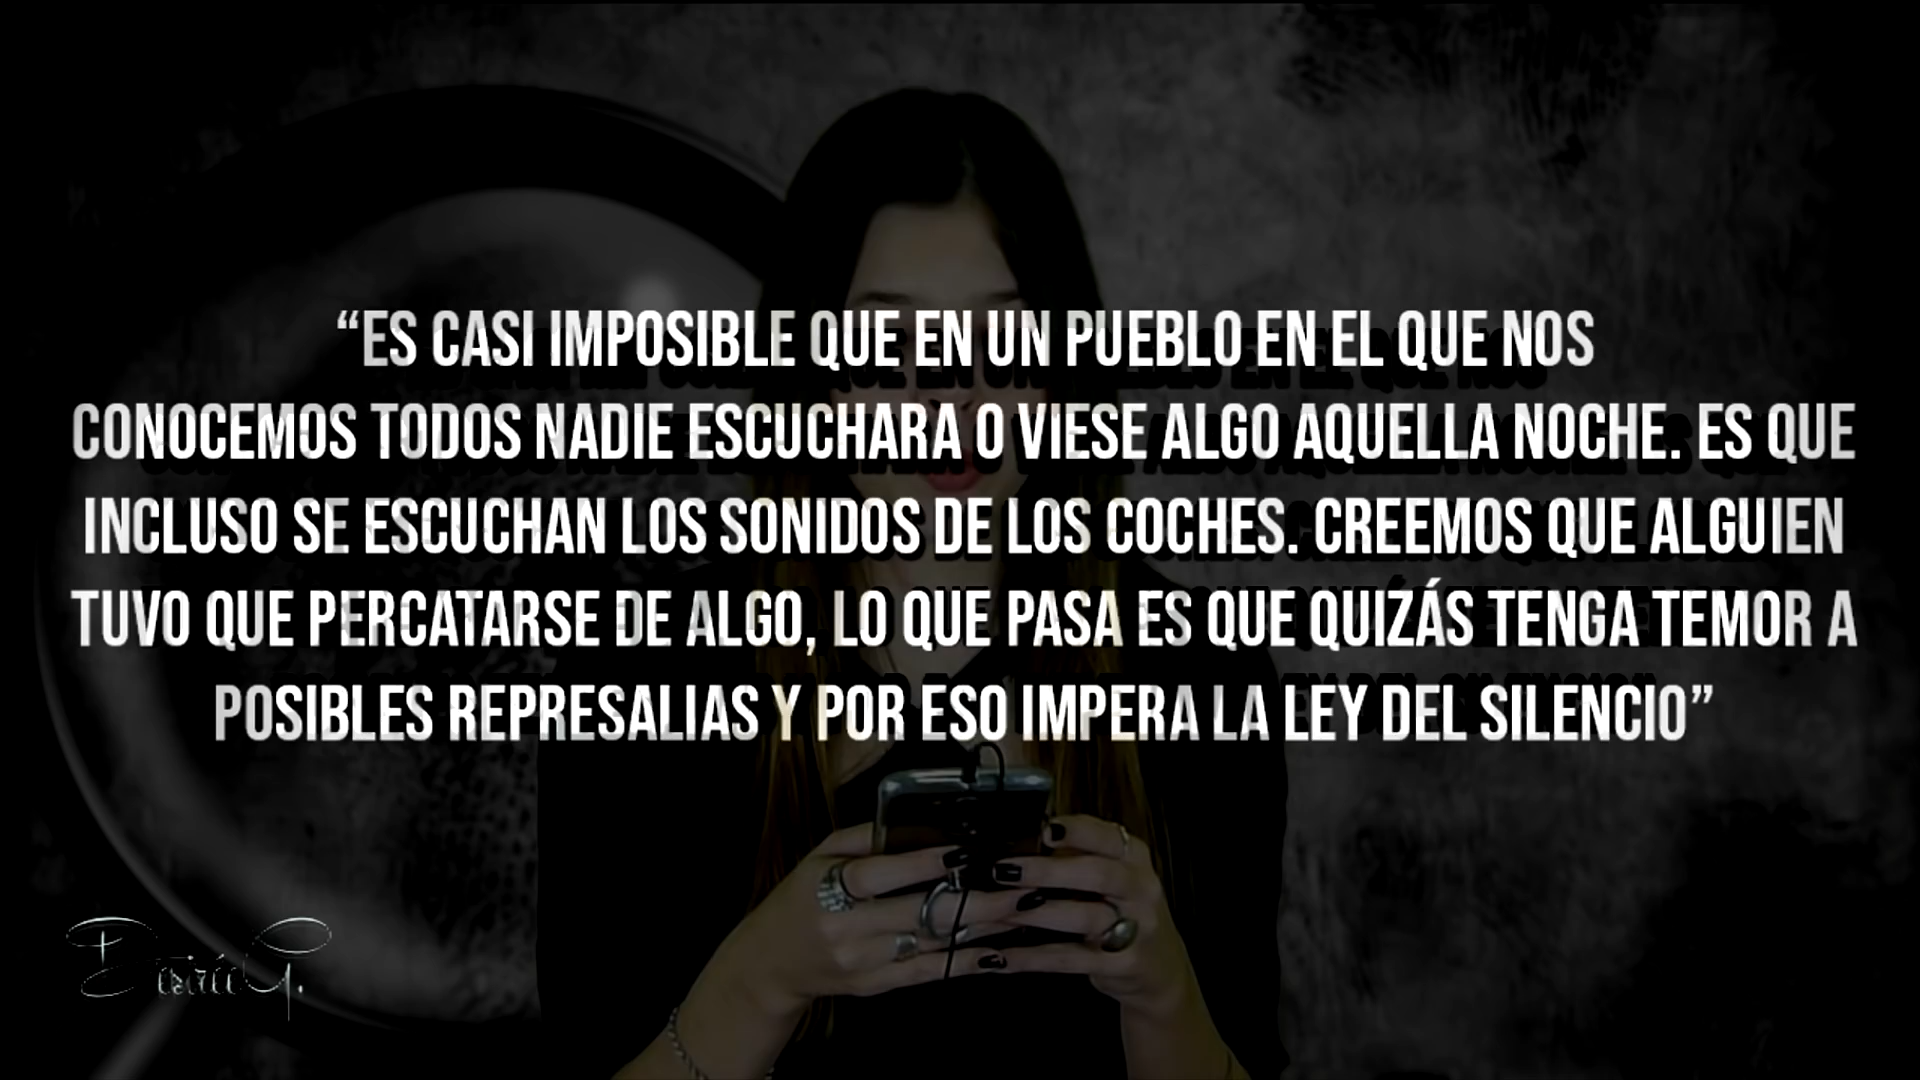 “ES CASI IMPOSIBLE QUE EN UN PUEBLO EN EL QUE NOS
CONOCEMOS TODOS NADIE ESCUCHARA O VIESE ALGO AQUELLA NOCHE. ES QUE
INCLUSO SE ESCUCHAN LOS SONIDOS DE LOS COCHES. CREEMOS QUE ALGUIEN
TUVO QUE PERCATARSE DE ALGO, LO QUE PASA ES QUE QUIZÁS TENGA TEMOR A
POSIBLES REPRESALIAS Y POR ESO IMPERA LA LEY DEL SILENCIO”